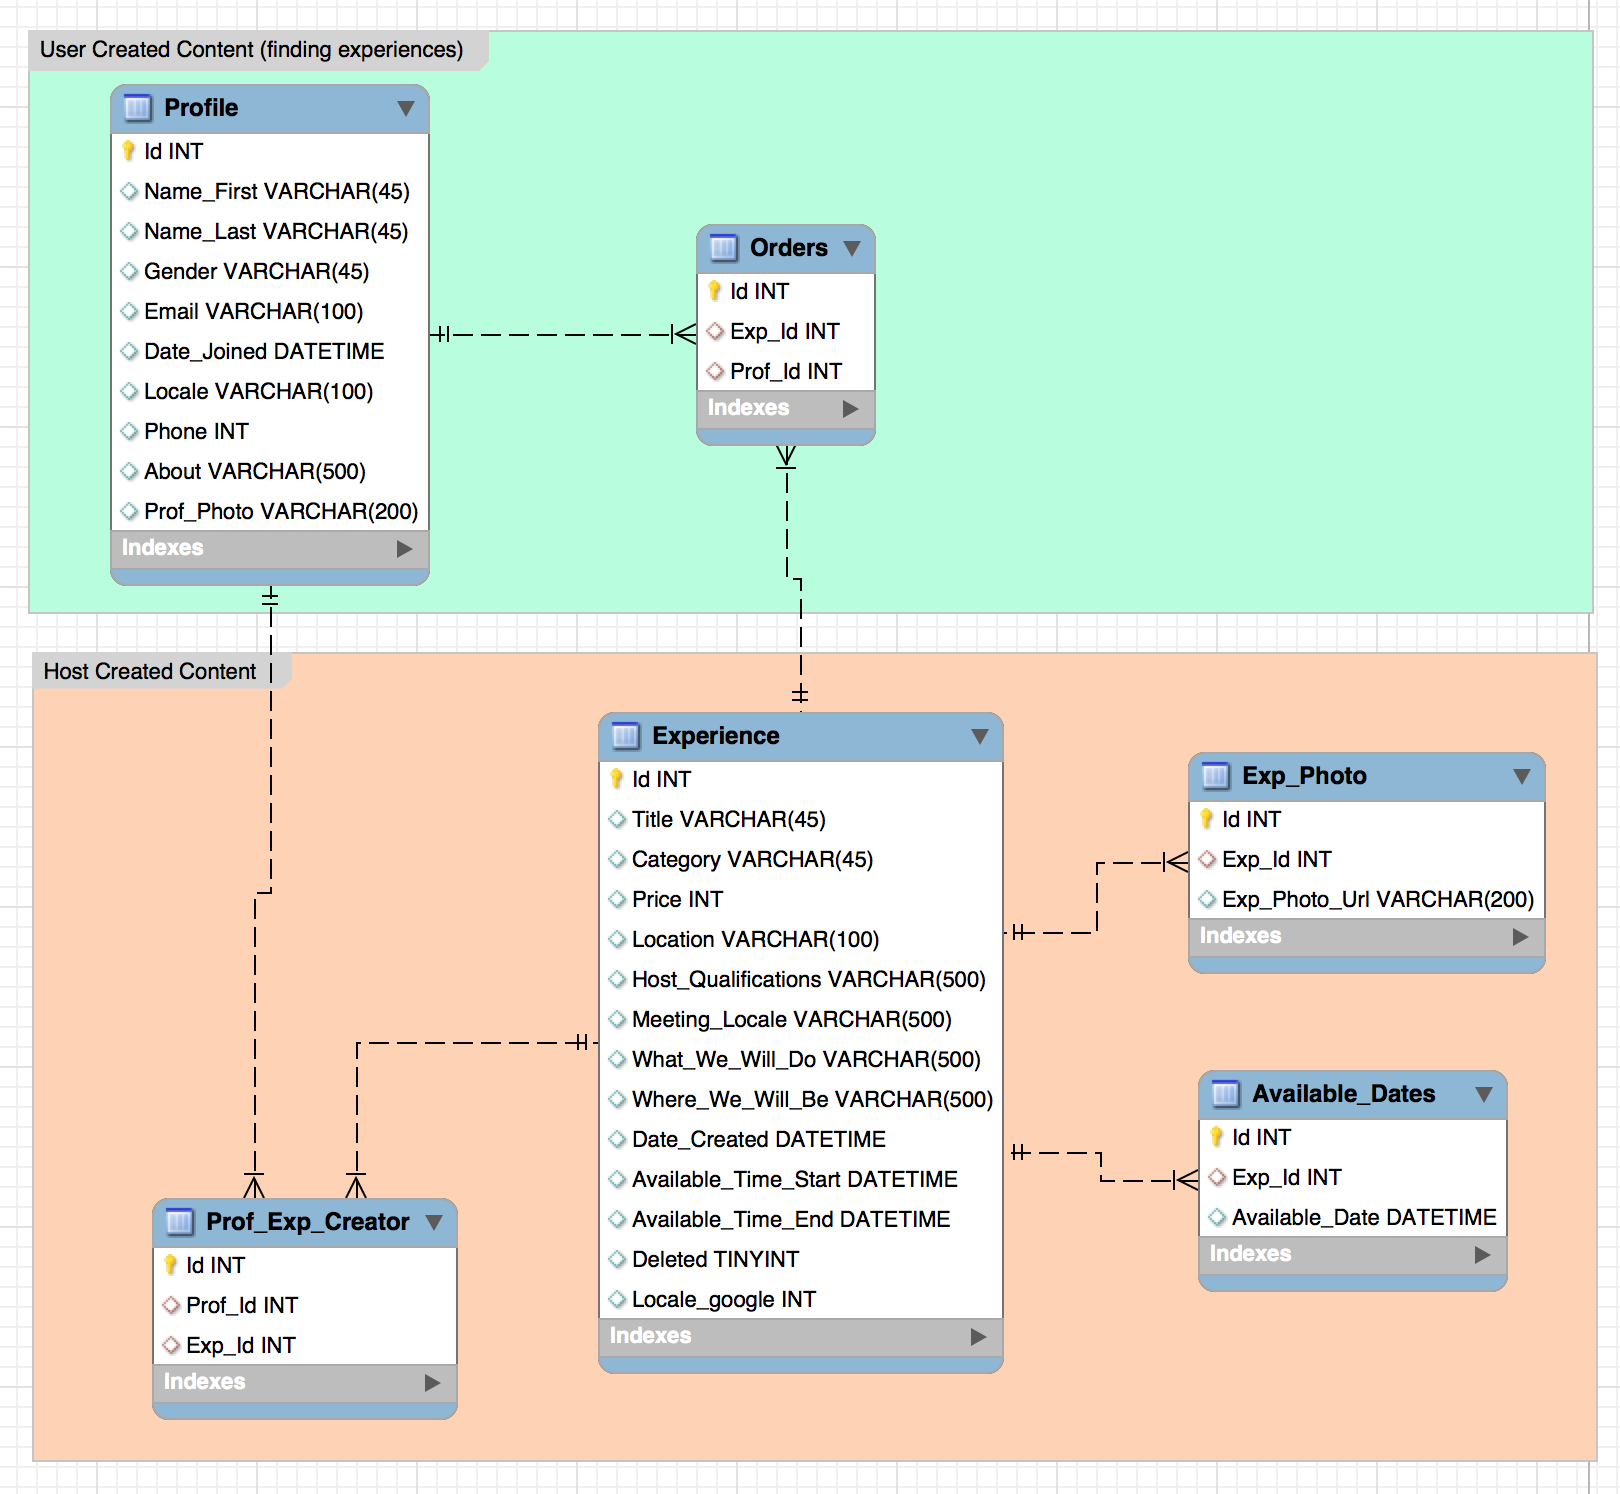 User Created Content (finding experiences)
Profile
Id INT
Name_First VARCHAR(45)
Name_Last VARCHAR(45)
Gender VARCHAR(45)
Email VARCHAR(100)
Date_Joined DATETIME
Locale VARCHAR(100)
Phone INT
About VARCHAR(500)
Prof_Photo VARCHAR(200)
Indexes
Orders
Id INT
Exp_Id INT
Prof_Id INT
Indexes
Host Created Content
Experience
Id INT
Title VARCHAR(45)
Category VARCHAR(45)
Price INT
Location VARCHAR(100)
Host_Qualifications VARCHAR(500)
Meeting_Locale VARCHAR(500)
What_We_Will_Do VARCHAR(500)
Where_We_Will_Be VARCHAR(500)
Date_Created DATETIME
Available_Time_Start DATETIME
Available_Time_End DATETIME
Deleted TINYINT
Locale_google INT
Indexes
Exp_Photo
Id INT
Exp_Id INT
Exp_Photo_Url VARCHAR(200)
Indexes
Available_Dates
Id INT
Exp_Id INT
Available_Date DATETIME
Indexes
Prof_Exp_Creator
Id INT
Prof_Id INT
Exp_Id INT
Indexes